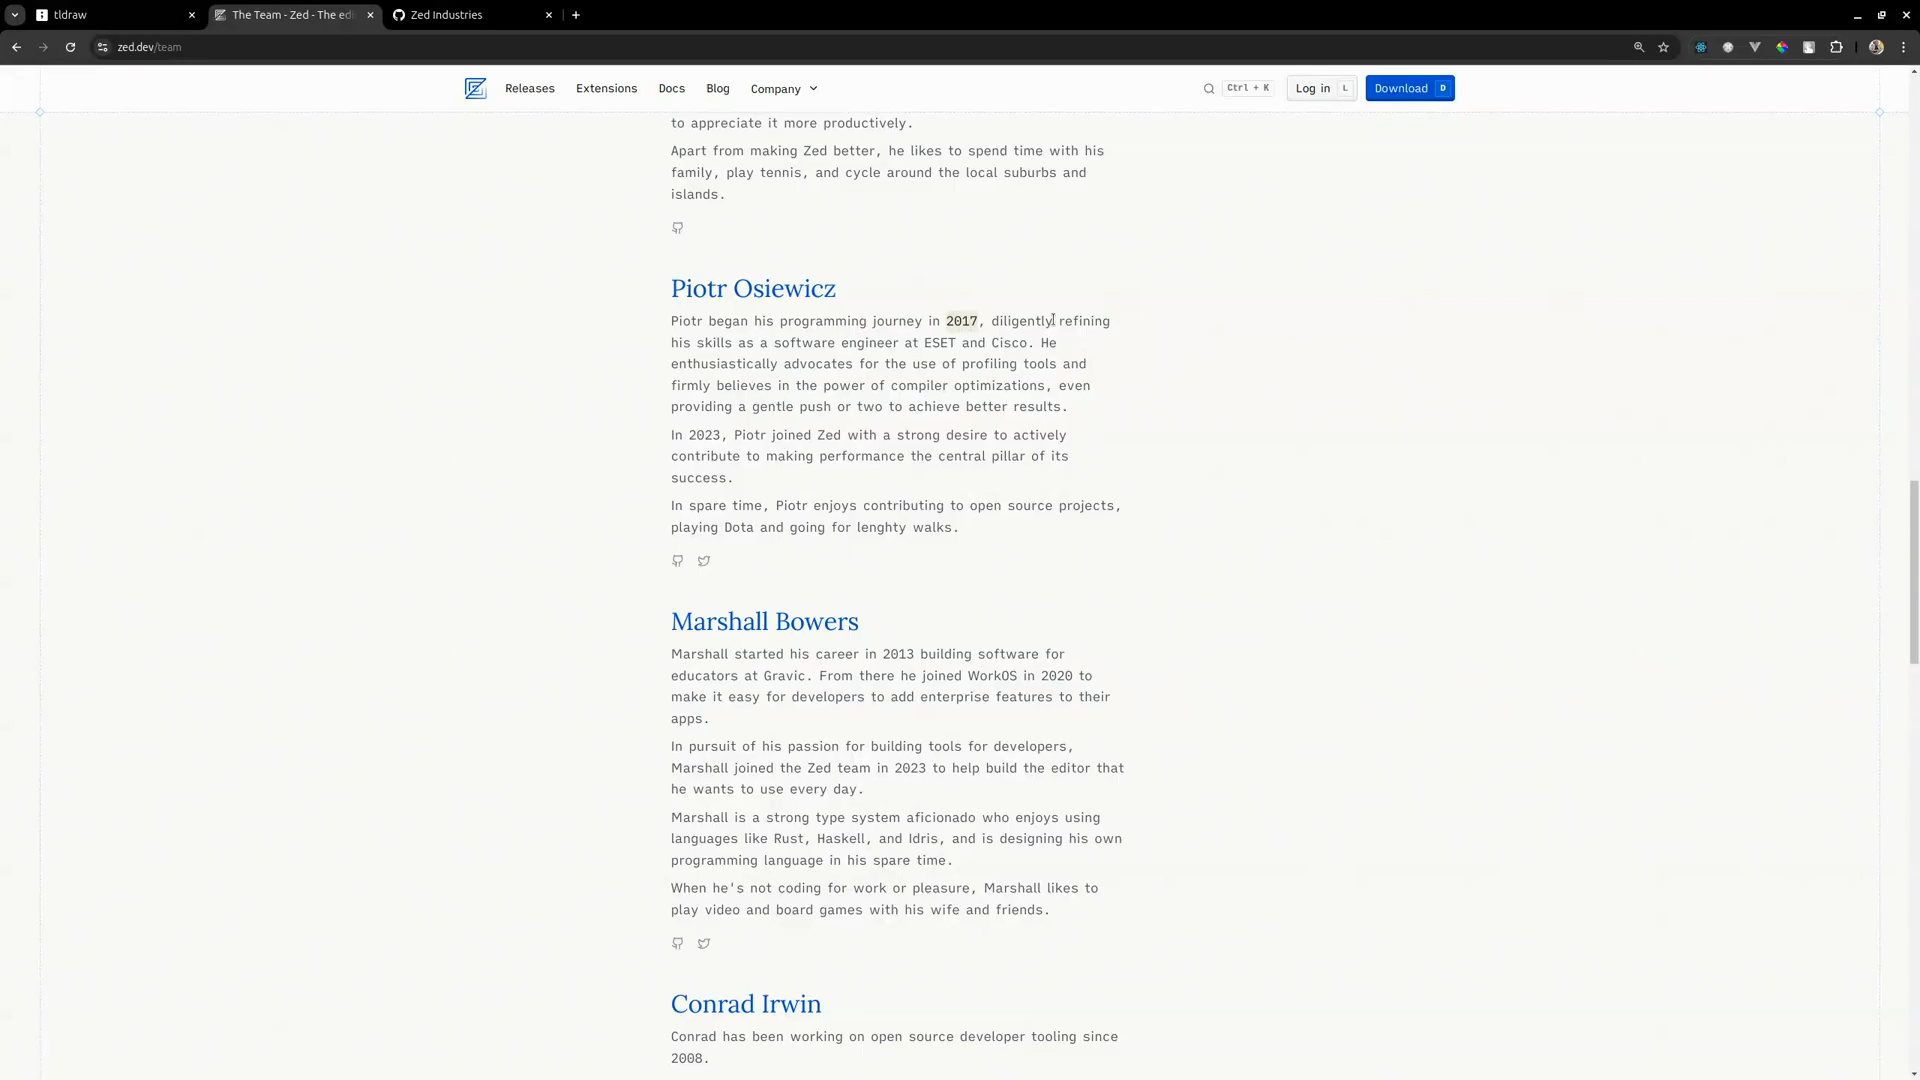 tldraw
The Team - Zed - The edi
Zed Industries
zed.dev/team
Releases
Extensions
Docs
Blog
Company
Ctrl + K
Log in L
Download D
to appreciate it more productively.
Apart from making Zed better, he likes to spend time with his
family, play tennis, and cycle around the local suburbs and
islands.
Piotr Osiewicz
Piotr began his programming journey in 2017, diligently refining
his skills as a software engineer at ESET and Cisco. He
enthusiastically advocates for the use of profiling tools and
firmly believes in the power of compiler optimizations, even
providing a gentle push or two to achieve better results.
In 2023, Piotr joined Zed with a strong desire to actively
contribute to making performance the central pillar of its
success.
In spare time, Piotr enjoys contributing to open source projects,
playing Dota and going for lenghty walks.
Marshall Bowers
Marshall started his career in 2013 building software for
educators at Gravic. From there he joined WorkOS in 2020 to
make it easy for developers to add enterprise features to their
apps.
In pursuit of his passion for building tools for developers,
Marshall joined the Zed team in 2023 to help build the editor that
he wants to use every day.
Marshall is a strong type system aficionado who enjoys using
languages like Rust, Haskell, and Idris, and is designing his own
programming language in his spare time.
When he's not coding for work or pleasure, Marshall likes to
play video and board games with his wife and friends.
Conrad Irwin
Conrad has been working on open source developer tooling since
2008.